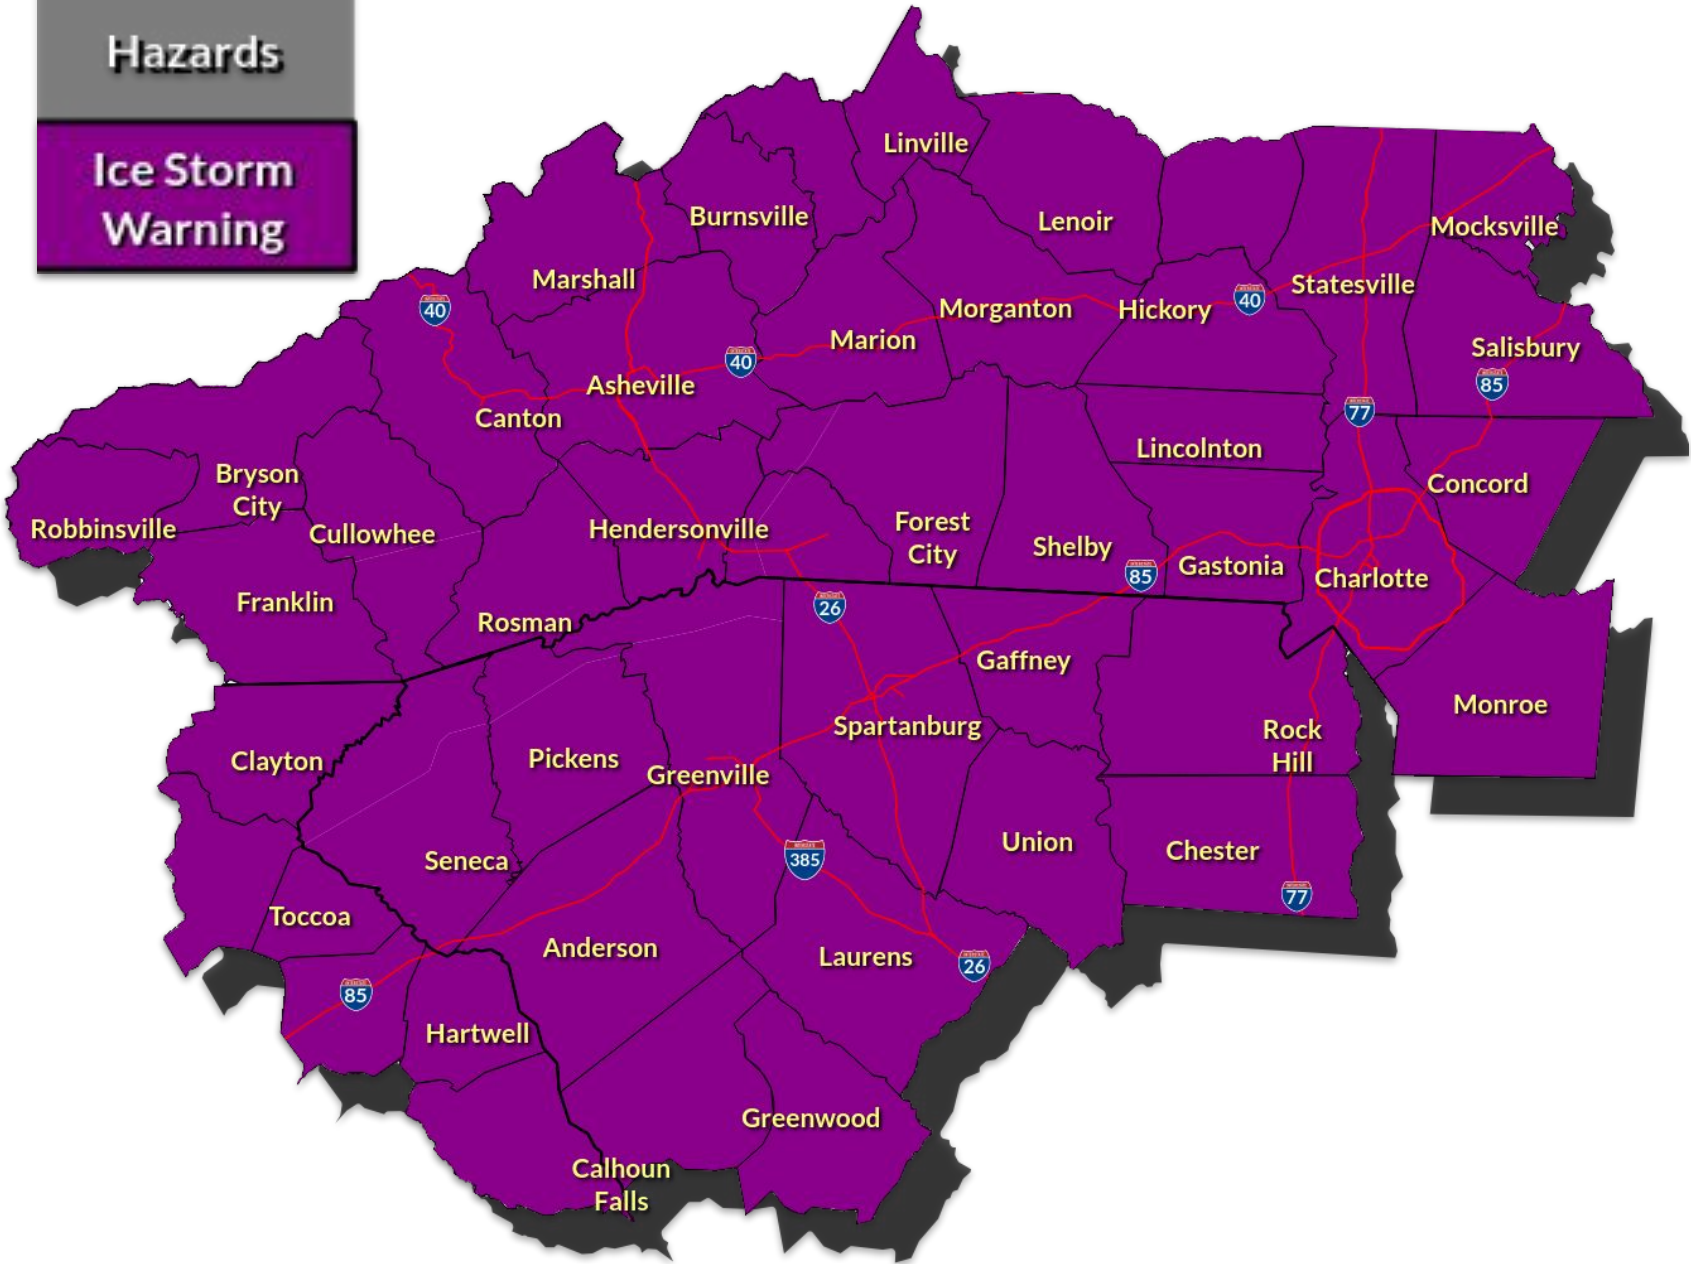 Hazards
Ice Storm
Warning
Linville
Burnsville
Lenoir
Mocksville
Marshall
Statesville
40
40
Morganton
Hickory
Marion
Salisbury
40
Asheville
85
Canton
77
Lincolnton
Bryson
City
Concord
Robbinsville
Cullowhee
Hendersonville
Forest
City
Shelby
Gastonia
85
Charlotte
Franklin
26
Rosman
Gaffney
Monroe
Spartanburg
Rock
Hill
Clayton
Pickens
Greenville
Union
Chester
Seneca
385
77
Toccoa
Anderson
Laurens
26
85
Hartwell
Greenwood
Calhoun
Falls